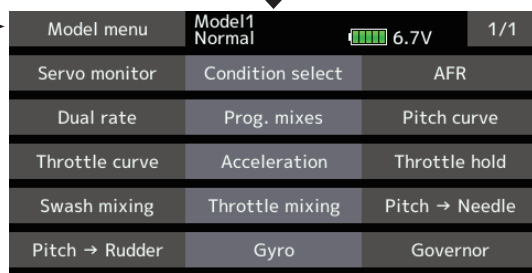 Model menu
Model1
Normal
6.7V
1/1
Servo monitor
Condition select
AFR
Dual rate
Prog. mixes
Pitch curve
Throttle curve
Acceleration
Throttle hold
Swash mixing
Throttle mixing
Pitch → Needle
Pitch → Rudder
Gyro
Governor